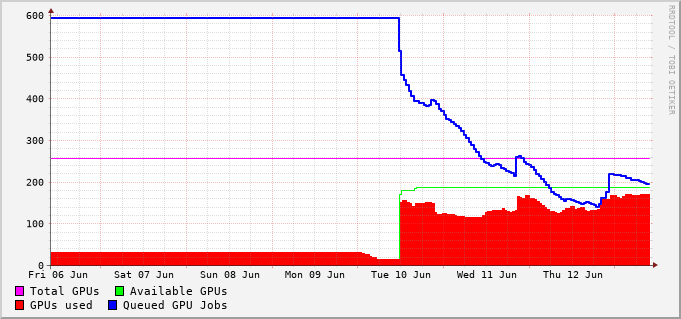 RRDTOOL / TOBI OETIKER
600
500
400
300
200
100
0
Fri 06 Jun Sat 07 Jun Sun 08 Jun Mon 09 Jun Tue 10 Jun Wed 11 Jun Thu 12 Jun
Total GPUs Available GPUs
GPUs used Queued GPU Jobs